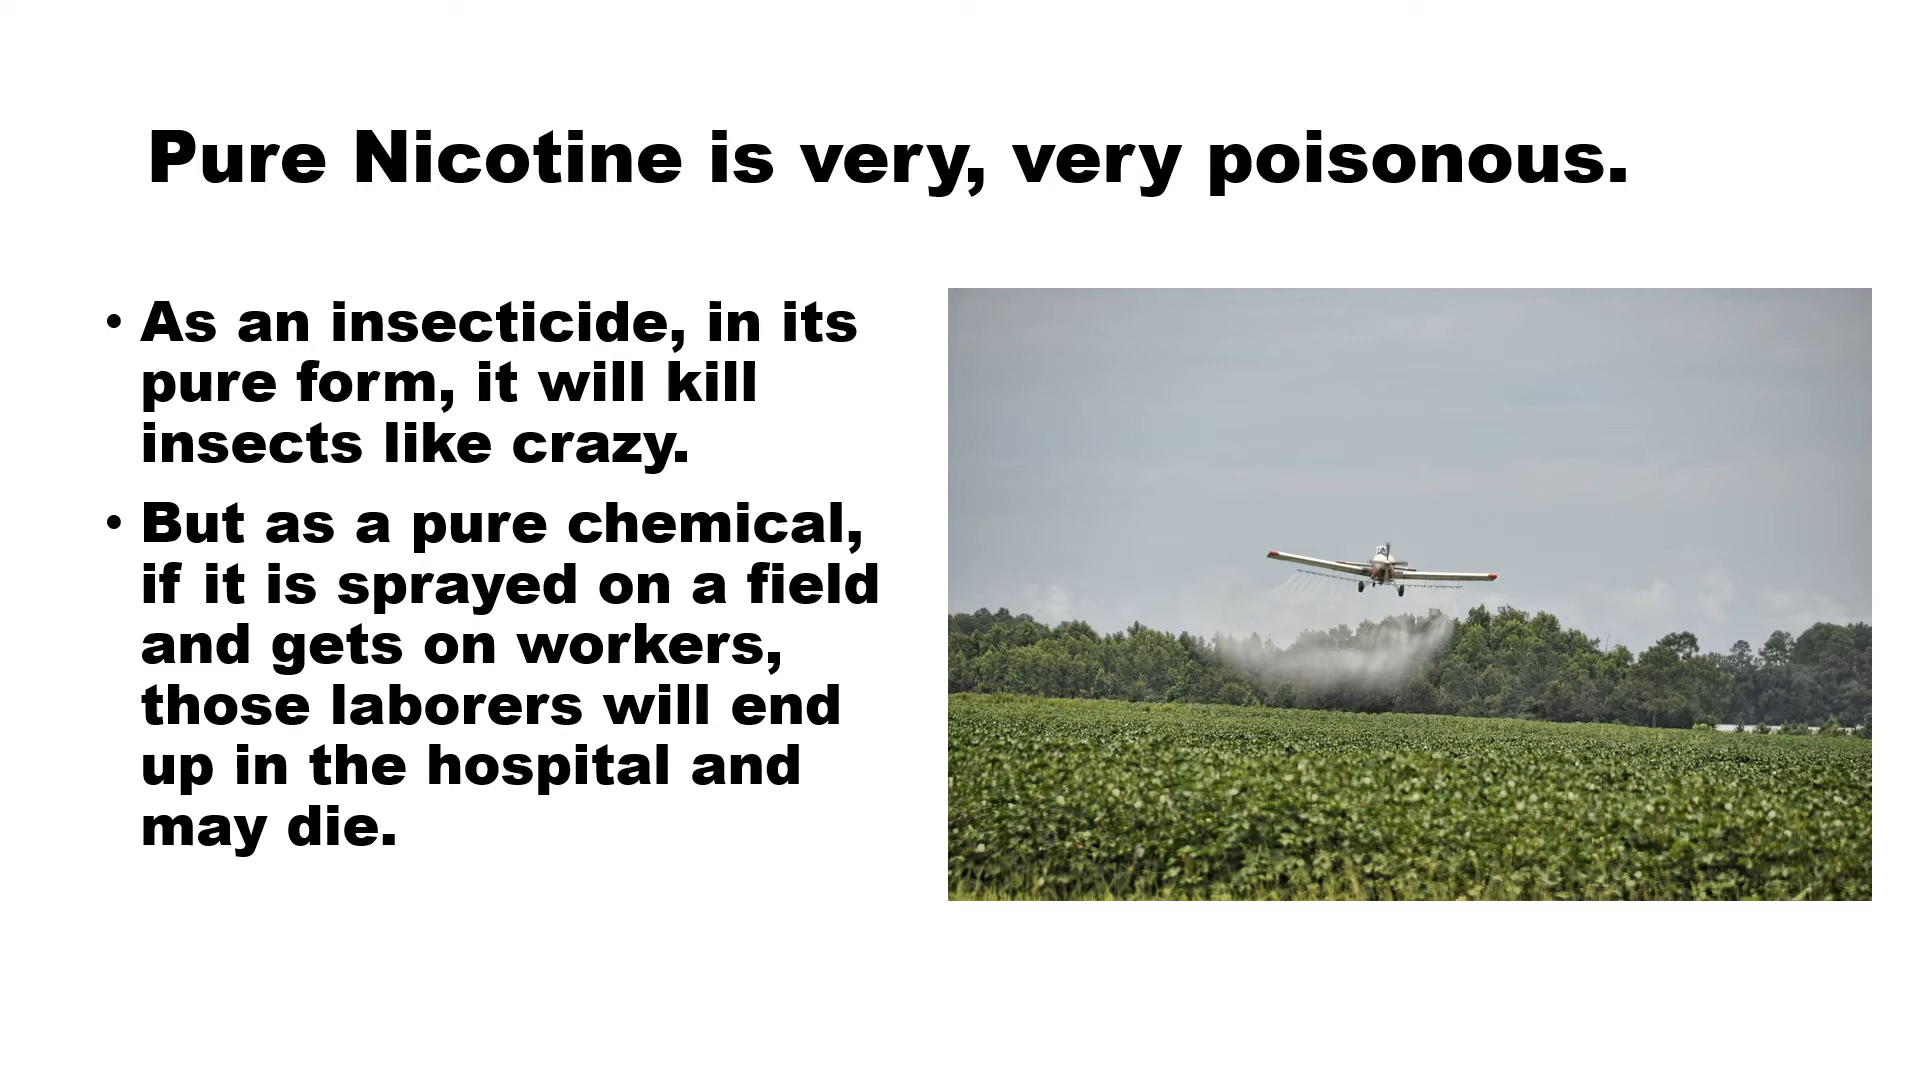 Pure Nicotine is very, very poisonous.
• As an insecticide, in its
pure form, it will kill
insects like crazy.
• But as a pure chemical,
if it is sprayed on a field
and gets on workers,
those laborers will end
up in the hospital and
may die.